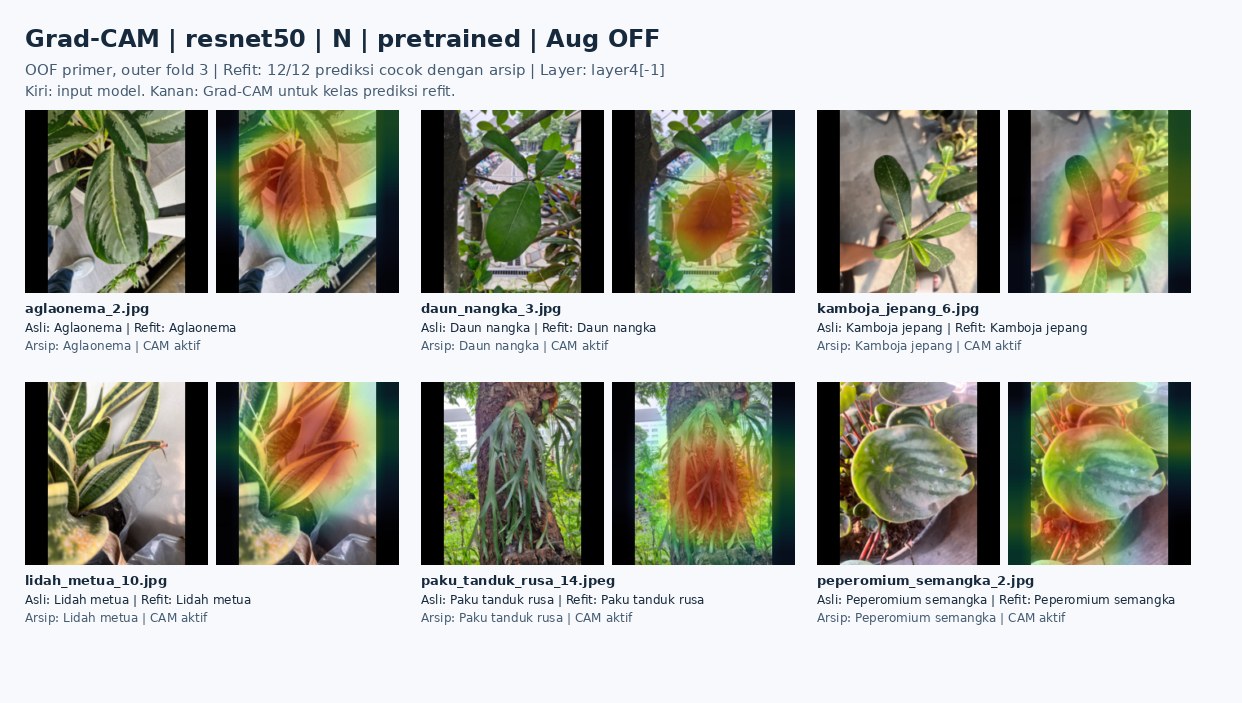 Grad-CAM | resnet50 | N | pretrained | Aug OFF
OOF primer, outer fold 3 | Refit: 12/12 prediksi cocok dengan arsip | Layer: layer4[-1]
Kiri: input model. Kanan: Grad-CAM untuk kelas prediksi refit.
aglaonema_2.jpg
Asli: Aglaonema | Refit: Aglaonema
Arsip: Aglaonema | CAM aktif
daun_nangka_3.jpg
Asli: Daun nangka | Refit: Daun nangka
Arsip: Daun nangka | CAM aktif
kamboja_jepang_6.jpg
Asli: Kamboja jepang | Refit: Kamboja jepang
Arsip: Kamboja jepang | CAM aktif
lidah_metua_10.jpg
Asli: Lidah metua | Refit: Lidah metua
Arsip: Lidah metua | CAM aktif
paku_tanduk_rusa_14.jpeg
Asli: Paku tanduk rusa | Refit: Paku tanduk rusa
Arsip: Paku tanduk rusa | CAM aktif
peperomium_semangka_2.jpg
Asli: Peperomium semangka | Refit: Peperomium semangka
Arsip: Peperomium semangka | CAM aktif